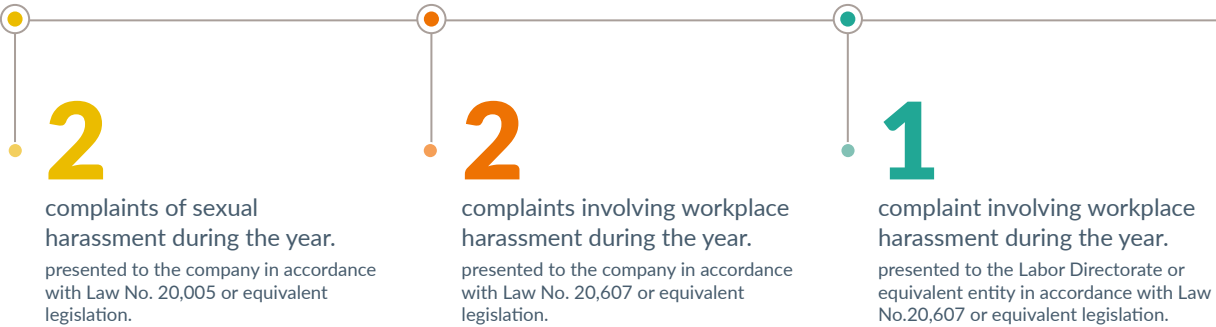 2
complaints of sexual
harassment during the year.
presented to the company in accordance
with Law No. 20,005 or equivalent
legislation.
2
complaints involving workplace
harassment during the year.
presented to the company in accordance
with Law No. 20,607 or equivalent
legislation.
1
complaint involving workplace
harassment during the year.
presented to the Labor Directorate or
equivalent entity in accordance with Law
No.20,607 or equivalent legislation.